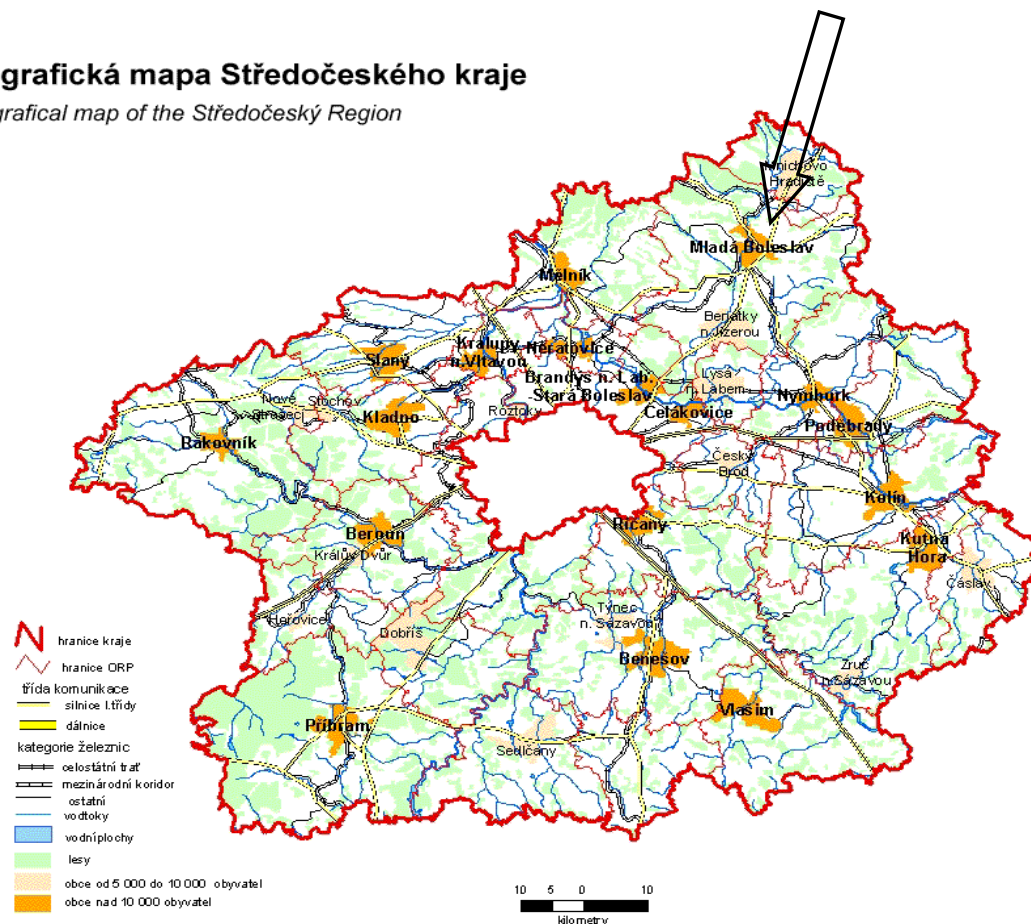 grafická mapa Středočeského kraje
grafical map of the Středočeský Region
Mnichovo
Hradiště
Mladá Boleslav
Mělník
Benátky
n.Jizerou
Kralupy
n.Vltavou
Neratovice
Slaný
Brandýs n. Lab.
Stará Boleslav
Lysá
n. Labem
Nymburk
Nové
Strašecí
Stochov
Kladno
Roztoky
Čelákovice
Poděbrady
Rakovník
Český
Brod
Kolín
Říčany
Kutná
Hora
Beroun
Králův Dvůr
Čáslav
Hořovice
Dobříš
Týnec
n. Sázavou
Benešov
Zruč
n.Sázavou
Vlašim
Příbram
Sedlčany
hranice kraje
hranice ORP
třída komunikace
silnice I.třídy
dálnice
kategorie železnic
celostátní trať
mezinárodní koridor
ostatní
vodtoky
vodníplochy
lesy
obce od 5 000 do 10 000 obyvatel
obce nad 10 000 obyvatel
10 5 0 10
kilometry